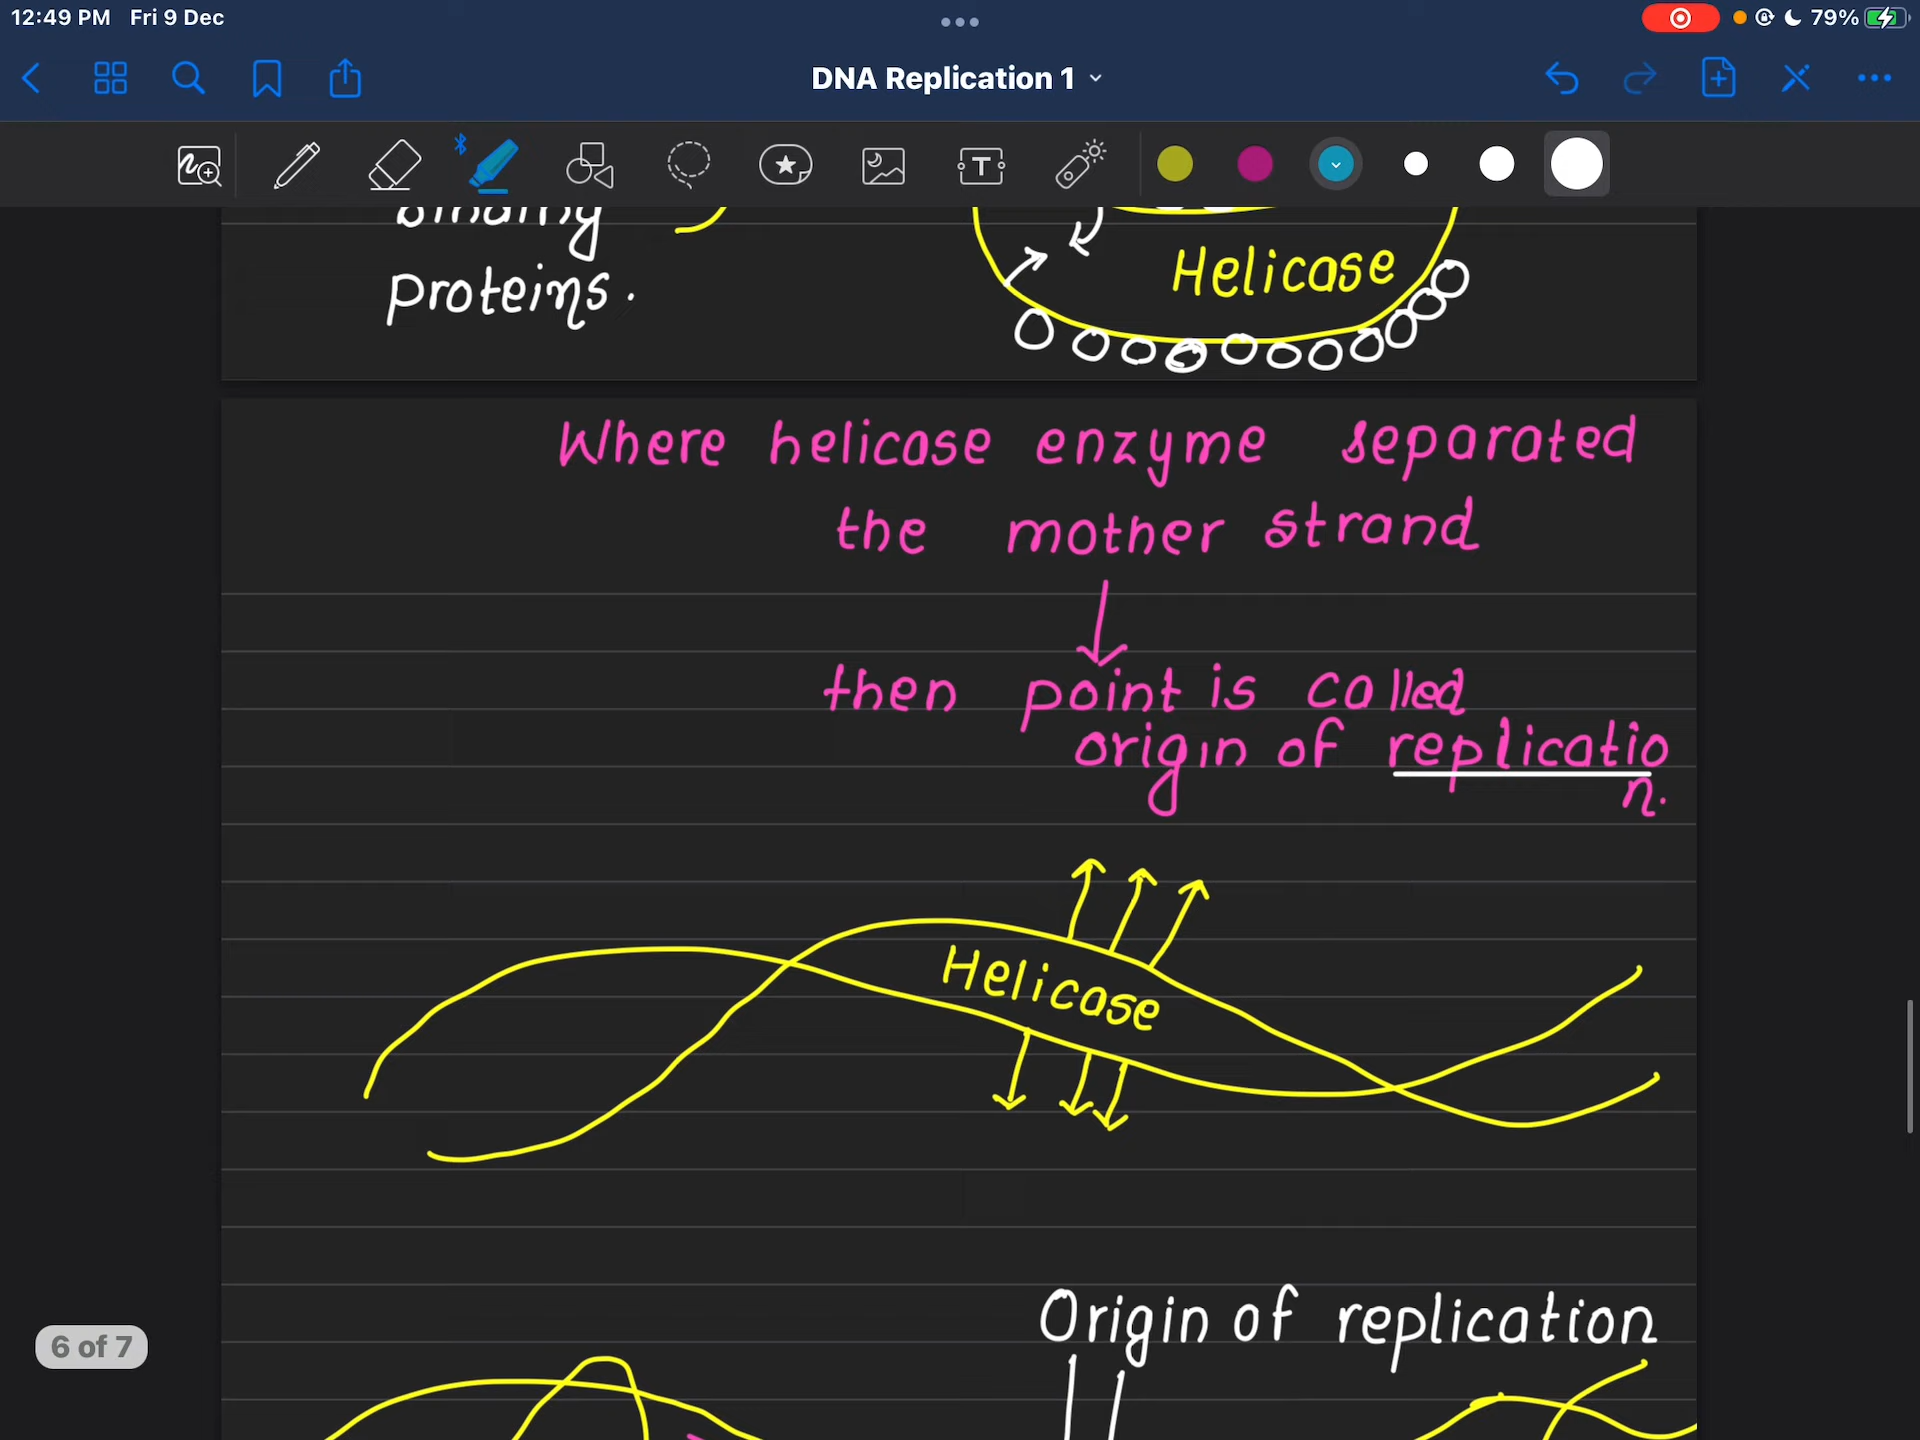 12:49 PM Fri 9 Dec
79%
DNA Replication 1
T
binding
proteins.
Helicase
Where helicase enzyme separated
the mother strand
then point is called
origin of replicatio
n.
Helicase
Origin of replication
6 of 7